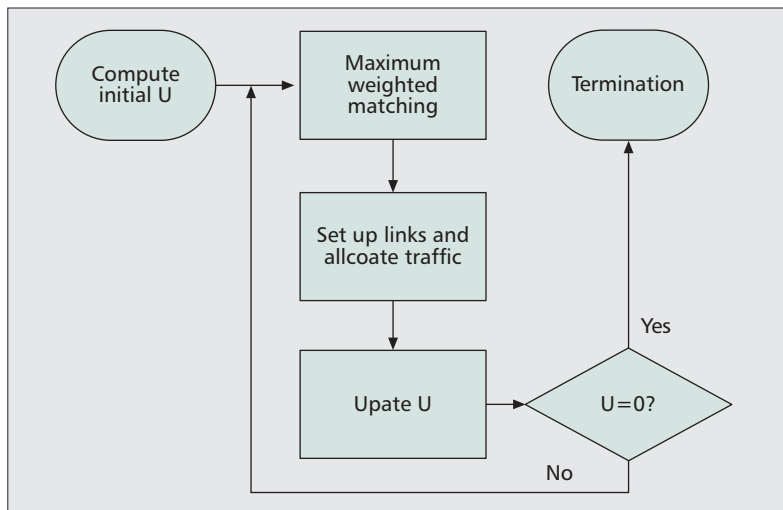 Compute
initial U
Maximum
weighted
matching
Termination
Set up links and
allcoate traffic
Upate U
U=0?
Yes
No